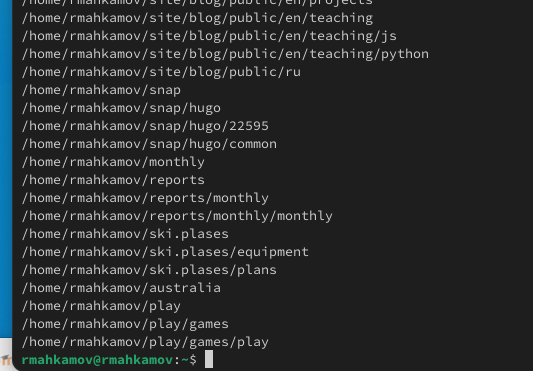 /home/rmahkamov/site/blog/public/en/projects
/home/rmahkamov/site/blog/public/en/teaching
/home/rmahkamov/site/blog/public/en/teaching/js
/home/rmahkamov/site/blog/public/en/teaching/python
/home/rmahkamov/site/blog/public/ru
/home/rmahkamov/snap
/home/rmahkamov/snap/hugo
/home/rmahkamov/snap/hugo/22595
/home/rmahkamov/snap/hugo/common
/home/rmahkamov/monthly
/home/rmahkamov/reports
/home/rmahkamov/reports/monthly
/home/rmahkamov/reports/monthly/monthly
/home/rmahkamov/ski.plases
/home/rmahkamov/ski.plases/equipment
/home/rmahkamov/ski.plases/plans
/home/rmahkamov/australia
/home/rmahkamov/play
/home/rmahkamov/play/games
/home/rmahkamov/play/games/play
rmahkamov@rmahkamov:~$